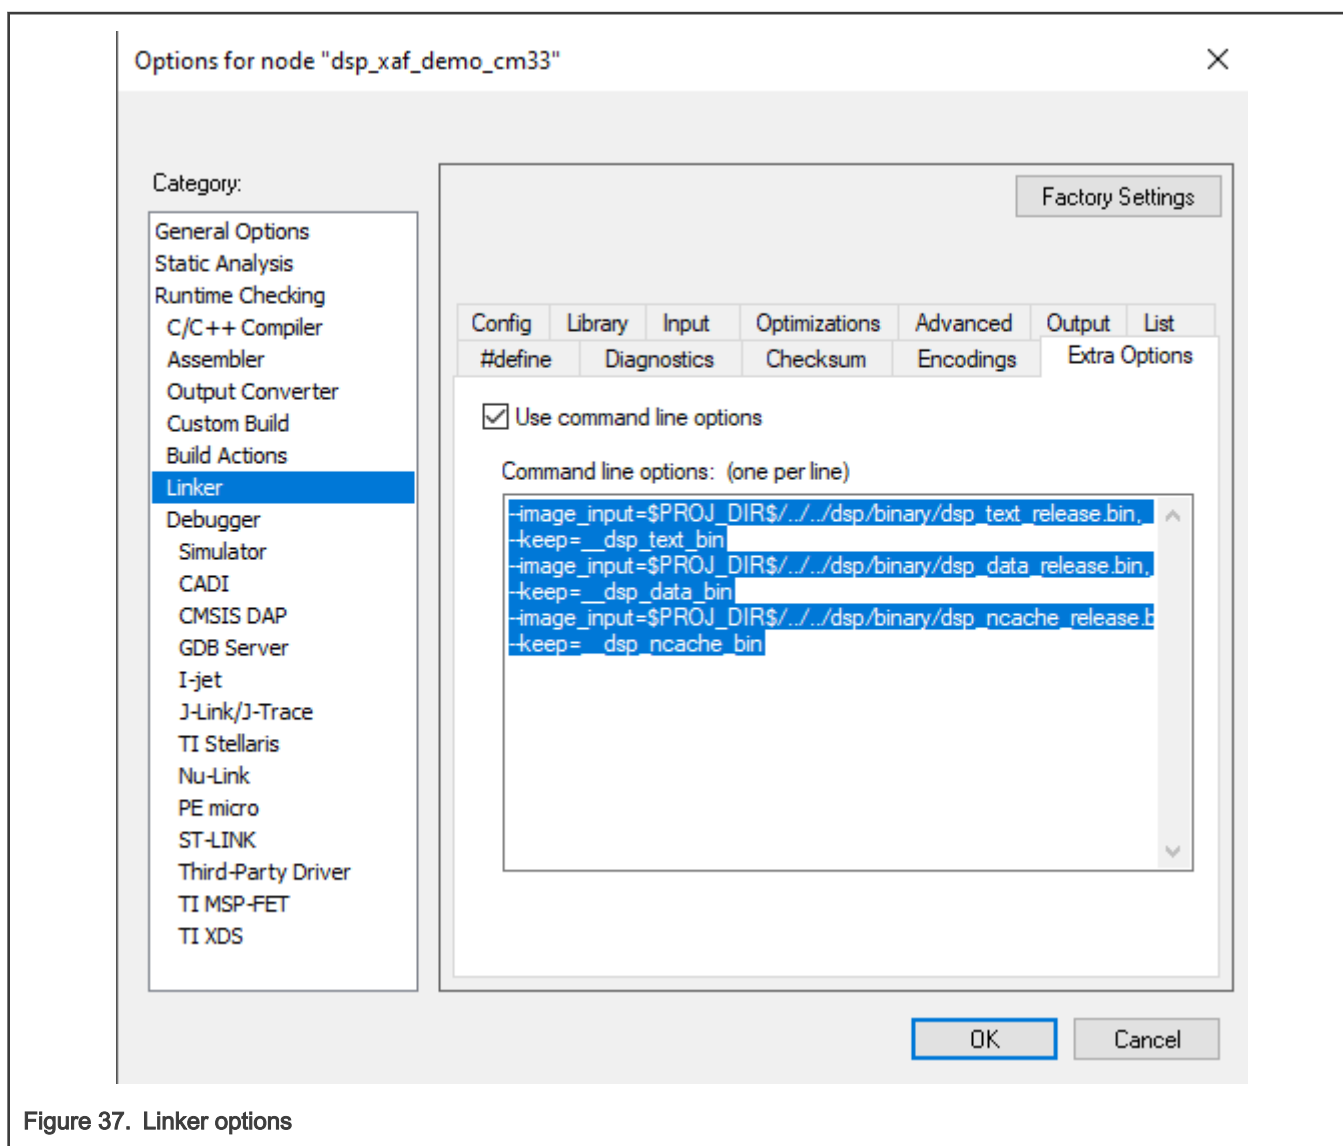 Options for node "dsp_xaf_demo_cm33"
Category:
General Options
Static Analysis
Runtime Checking
C/C++ Compiler
Assembler
Output Converter
Custom Build
Build Actions
Linker
Debugger
Simulator
CADI
CMSIS DAP
GDB Server
I-jet
J-Link/J-Trace
TI Stellaris
Nu-Link
PE micro
ST-LINK
Third-Party Driver
TI MSP-FET
TI XDS
Factory Settings
Config Library Input Optimizations Advanced Output List
#define Diagnostics Checksum Encodings Extra Options
Use command line options
Command line options: (one per line)
--image_input=$PROJ_DIR$/../../dsp/binary/dsp_text_release.bin,_
--keep=__dsp_text_bin
--image_input=$PROJ_DIR$/../../dsp/binary/dsp_data_release.bin,
--keep=__dsp_data_bin
--image_input=$PROJ_DIR$/../../dsp/binary/dsp_ncache_release.b
--keep=__dsp_ncache_bin
OK Cancel
Figure 37. Linker options